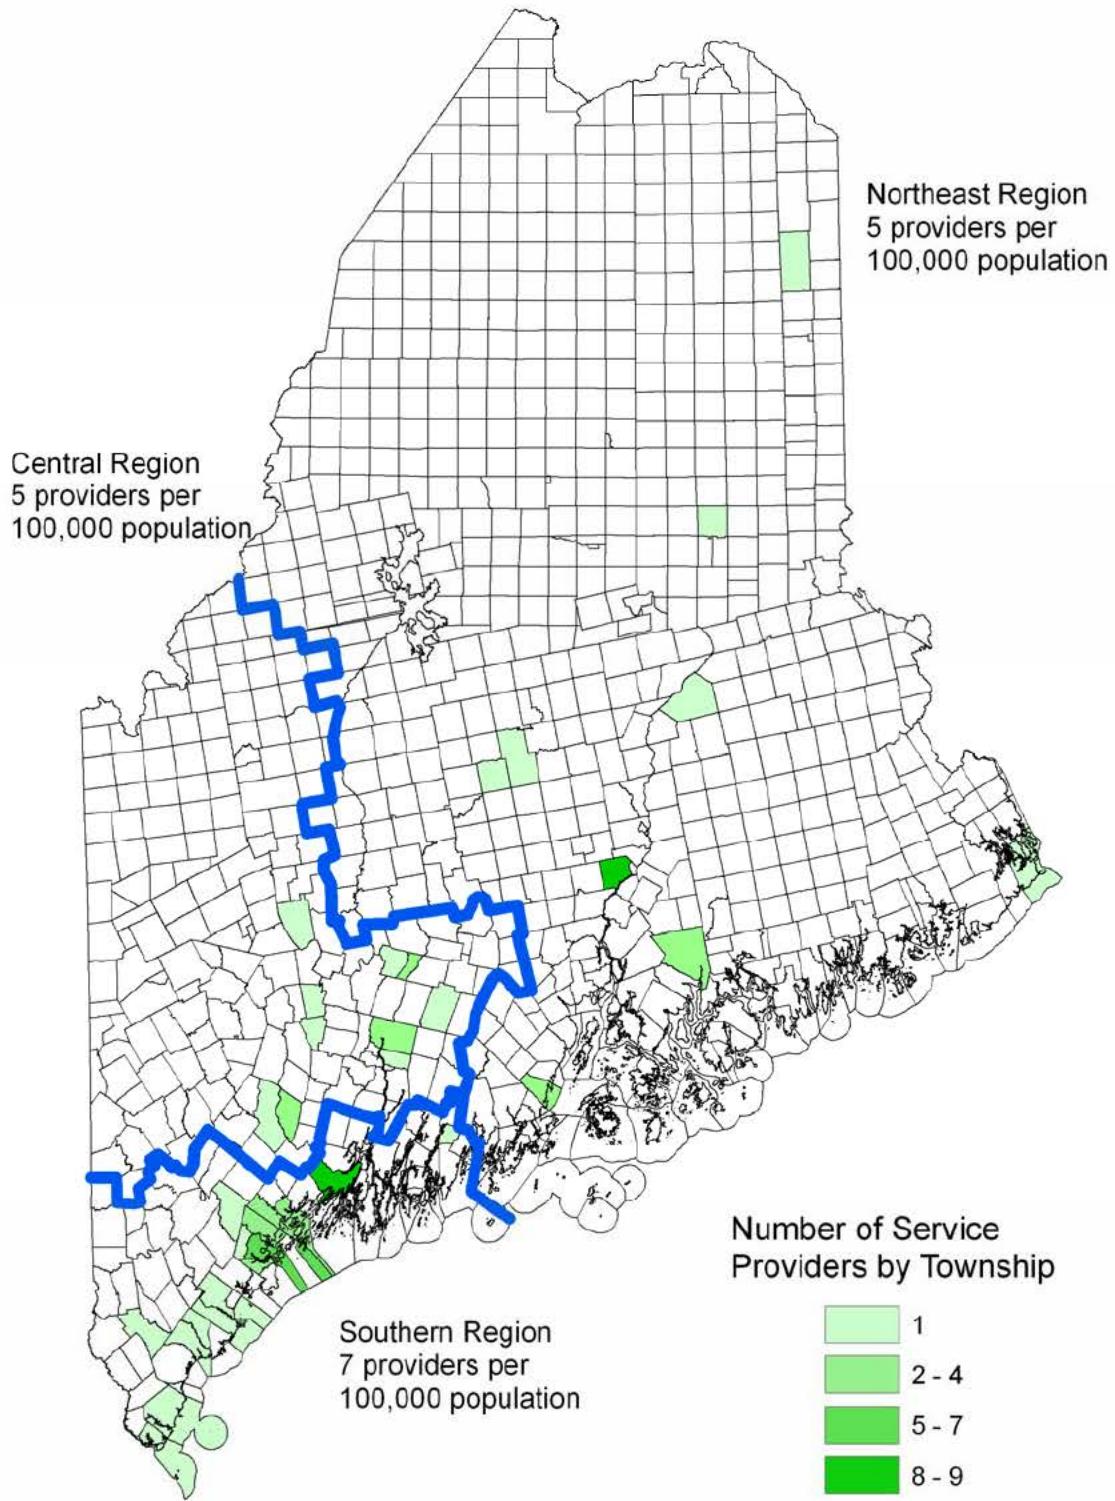 Northeast Region
5 providers per
100,000 population
Central Region
5 providers per
100,000 population
Southern Region
7 providers per
100,000 population
Number of Service
Providers by Township
1
2 - 4
5 - 7
8 - 9